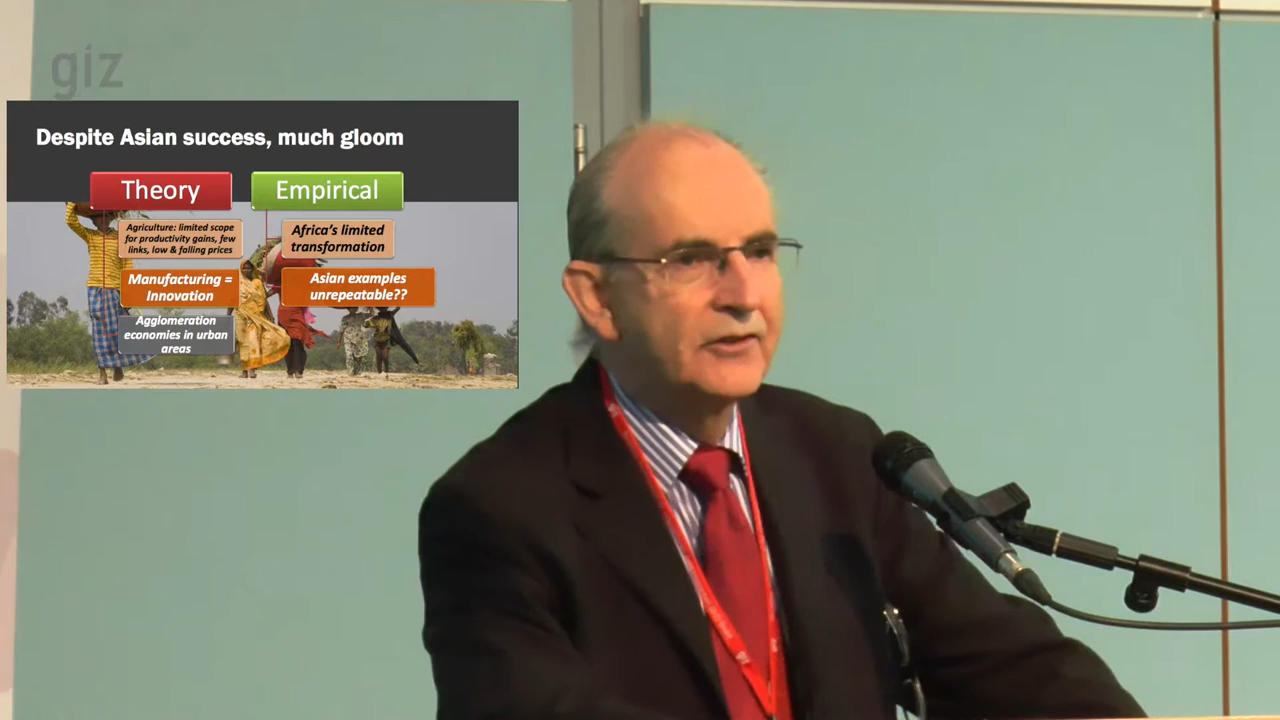 giz
Despite Asian success, much gloom
Theory
Empirical
Agriculture: limited scope
for productivity gains, few
links, low & falling prices
Africa's limited
transformation
Manufacturing =
Innovation
Asian examples
unrepeatable??
Agglomeration
economies in urban
areas